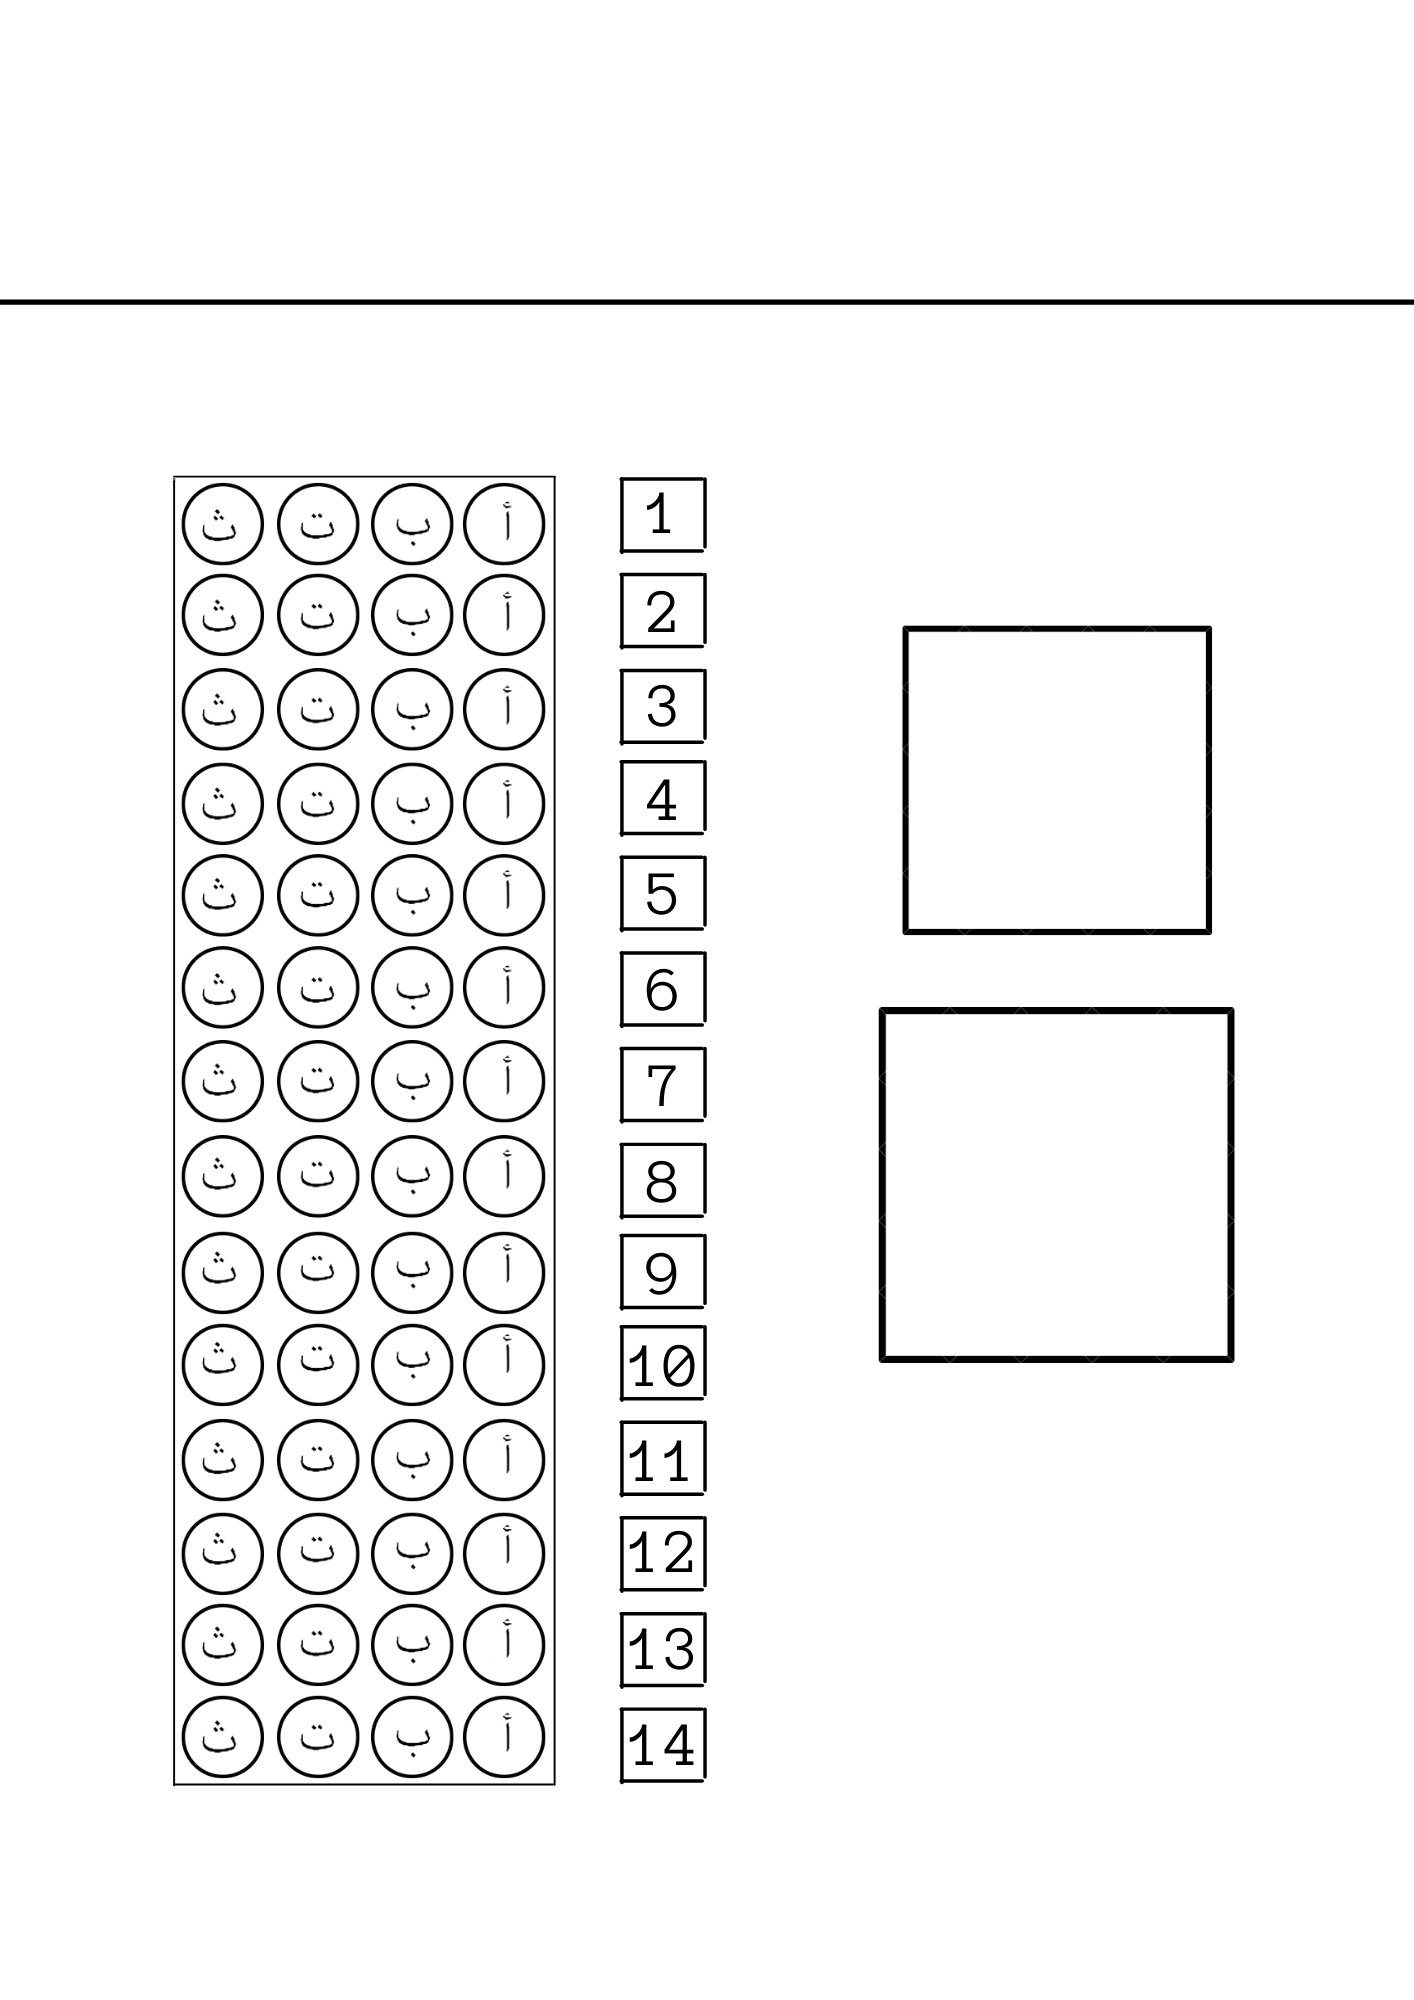 1 أ ب ت ث
2 أ ب ت ث
3 أ ب ت ث
4 أ ب ت ث
5 أ ب ت ث
6 أ ب ت ث
7 أ ب ت ث
8 أ ب ت ث
9 أ ب ت ث
10 أ ب ت ث
11 أ ب ت ث
12 أ ب ت ث
13 أ ب ت ث
14 أ ب ت ث